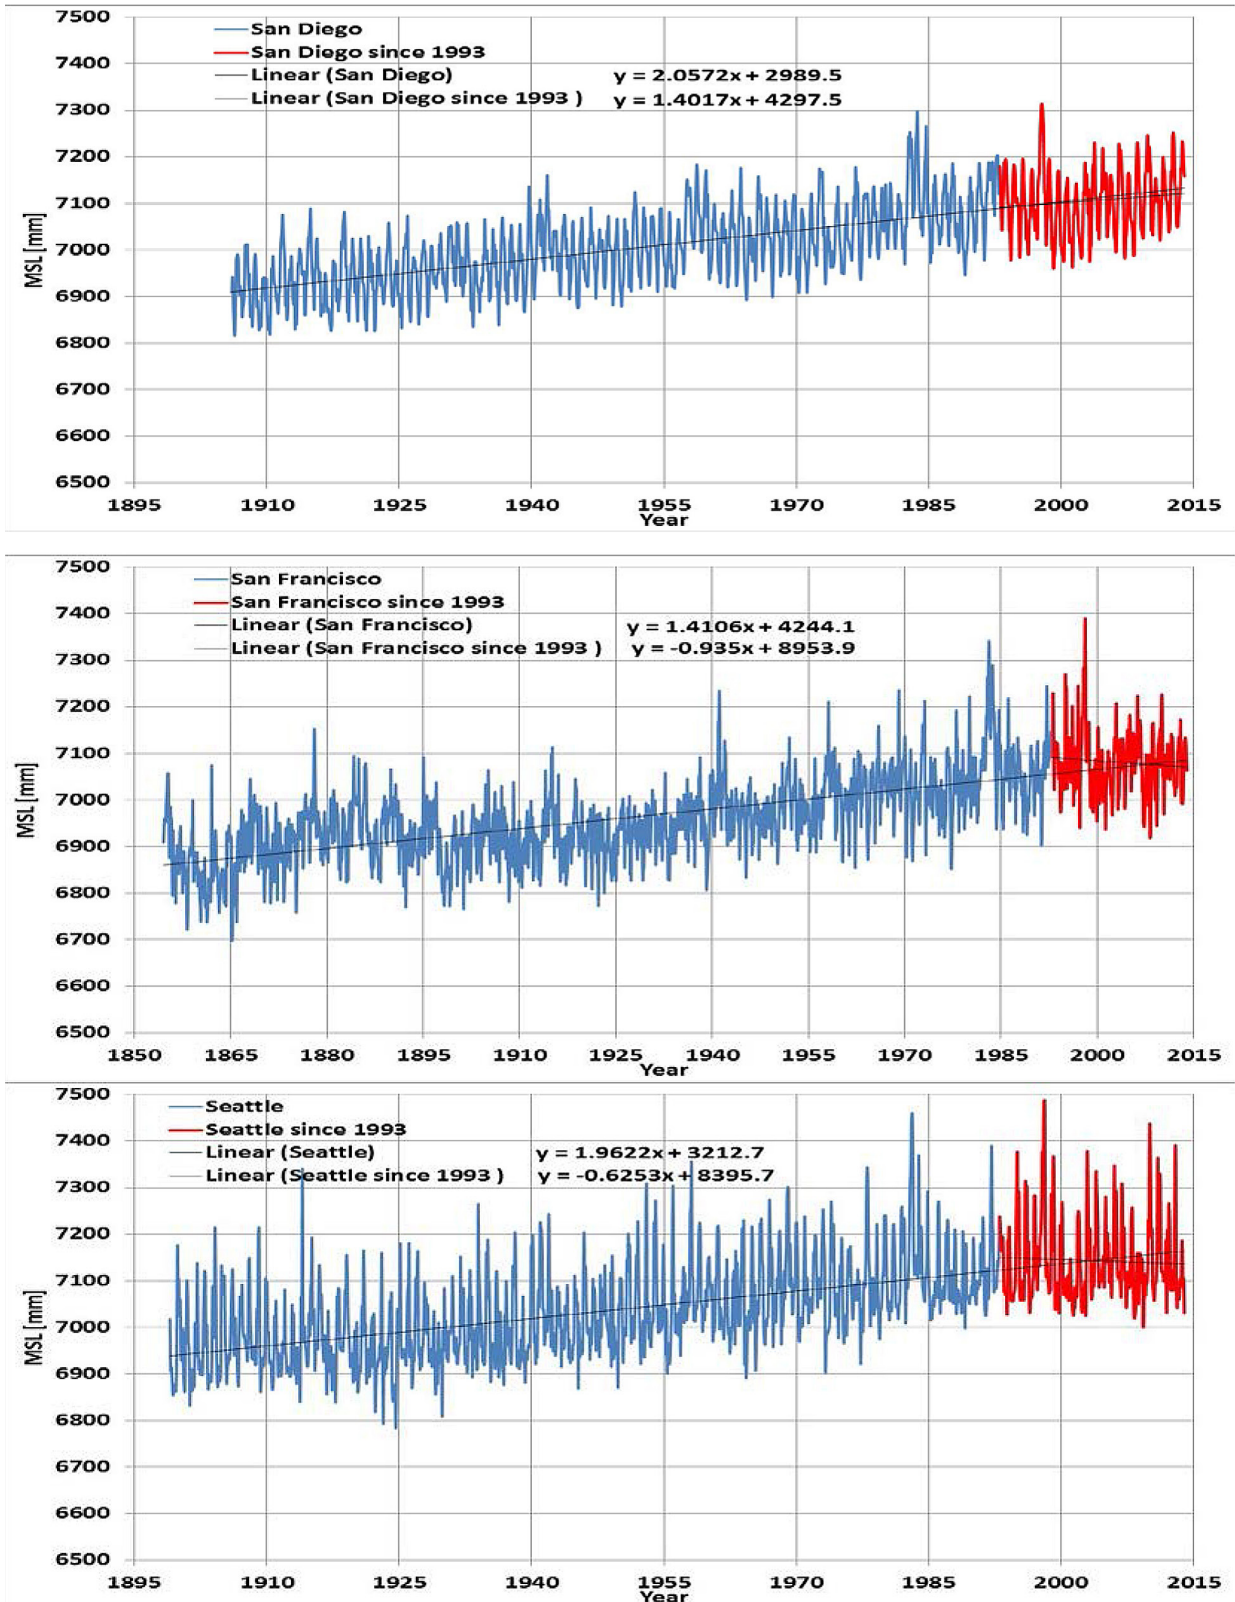 7500
7400
7300
7200
7100
7000
6900
6800
6700
6600
6500
MSL [mm]
San Diego
San Diego since 1993
Linear (San Diego) y = 2.0572x + 2989.5
Linear (San Diego since 1993 ) y = 1.4017x + 4297.5
1895 1910 1925 1940 1955 1970 1985 2000 2015
Year
7500
7400
7300
7200
7100
7000
6900
6800
6700
6600
6500
MSL [mm]
San Francisco
San Francisco since 1993
Linear (San Francisco) y = 1.4106x + 4244.1
Linear (San Francisco since 1993 ) y = -0.935x + 8953.9
1850 1865 1880 1895 1910 1925 1940 1955 1970 1985 2000 2015
Year
7500
7400
7300
7200
7100
7000
6900
6800
6700
6600
6500
MSL [mm]
Seattle
Seattle since 1993
Linear (Seattle) y = 1.9622x + 3212.7
Linear (Seattle since 1993 ) y = -0.6253x + 8395.7
1895 1910 1925 1940 1955 1970 1985 2000 2015
Year